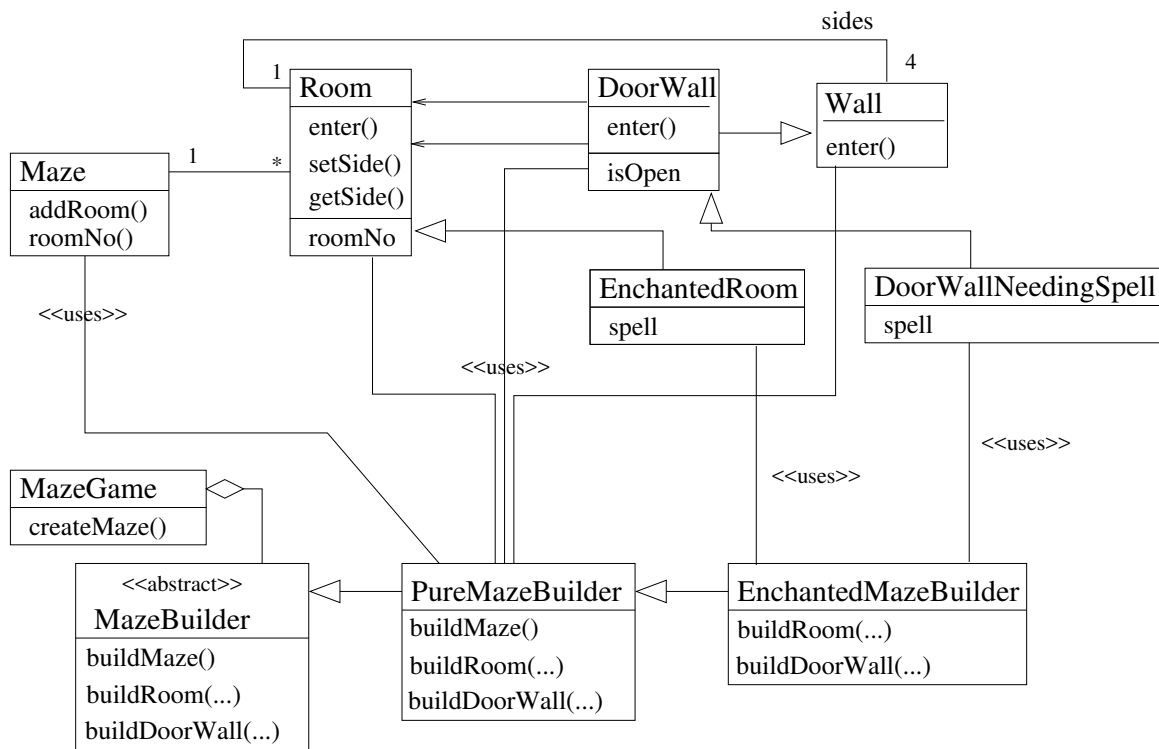 sides
1
4
Room
enter()
setSide()
getSide()
roomNo
DoorWall
enter()
isOpen
Wall
enter()
1
*
Maze
addRoom()
roomNo()
EnchantedRoom
spell
DoorWallNeedingSpell
spell
<<uses>>
<<uses>>
<<uses>>
<<uses>>
MazeGame
createMaze()
<<abstract>>
MazeBuilder
buildMaze()
buildRoom(...)
buildDoorWall(...)
PureMazeBuilder
buildMaze()
buildRoom(...)
buildDoorWall(...)
EnchantedMazeBuilder
buildRoom(...)
buildDoorWall(...)